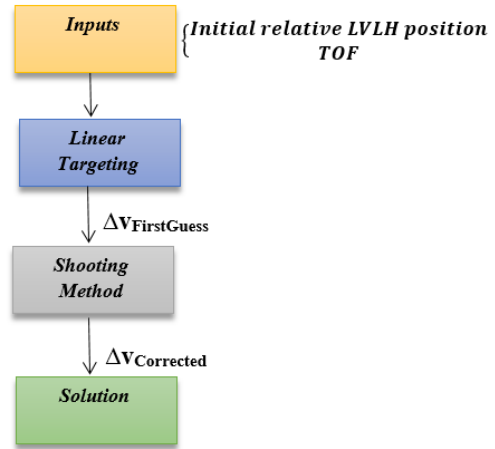 Inputs
Initial relative LVLH position
TOF
Linear
Targeting
ΔvFirstGuess
Shooting
Method
ΔvCorrected
Solution